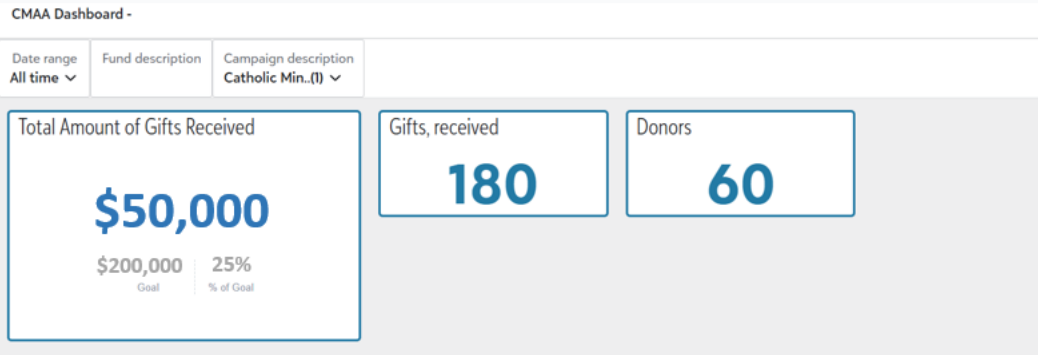 CMAA Dashboard -
Date range
All time
Fund description
Campaign description
Catholic Min..(1)
Total Amount of Gifts Received
$50,000
$200,000
Goal
25%
% of Goal
Gifts, received
180
Donors
60